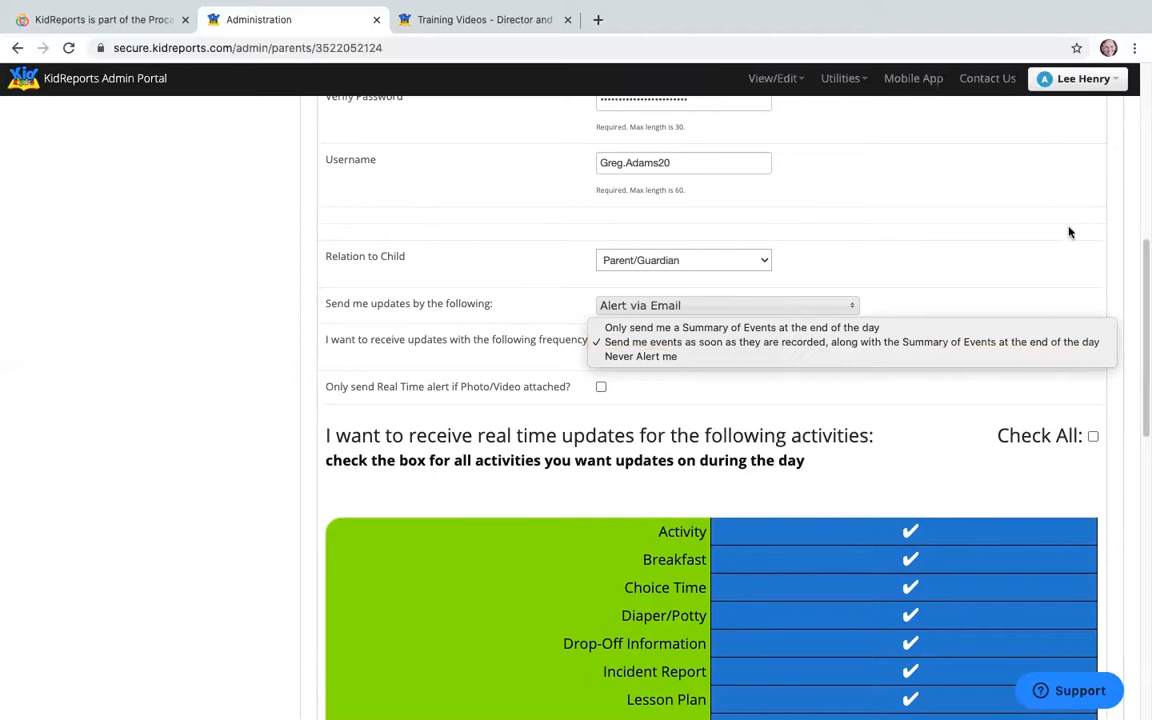 KidReports is part of the Proca
Administration
Training Videos - Director and
secure.kidreports.com/admin/parents/3522052124
KidReports Admin Portal
View/Edit
Utilities
Mobile App
Contact Us
A Lee Henry
Verify Password
Required. Max length is 30.
Username
Greg.Adams20
Required. Max length is 60.
Relation to Child
Parent/Guardian
Send me updates by the following:
Alert via Email
Only send me a Summary of Events at the end of the day
I want to receive updates with the following frequency
Send me events as soon as they are recorded, along with the Summary of Events at the end of the day
Never Alert me
Only send Real Time alert if Photo/Video attached?
I want to receive real time updates for the following activities:
Check All:
check the box for all activities you want updates on during the day
Activity
Breakfast
Choice Time
Diaper/Potty
Drop-Off Information
Incident Report
Lesson Plan
Support